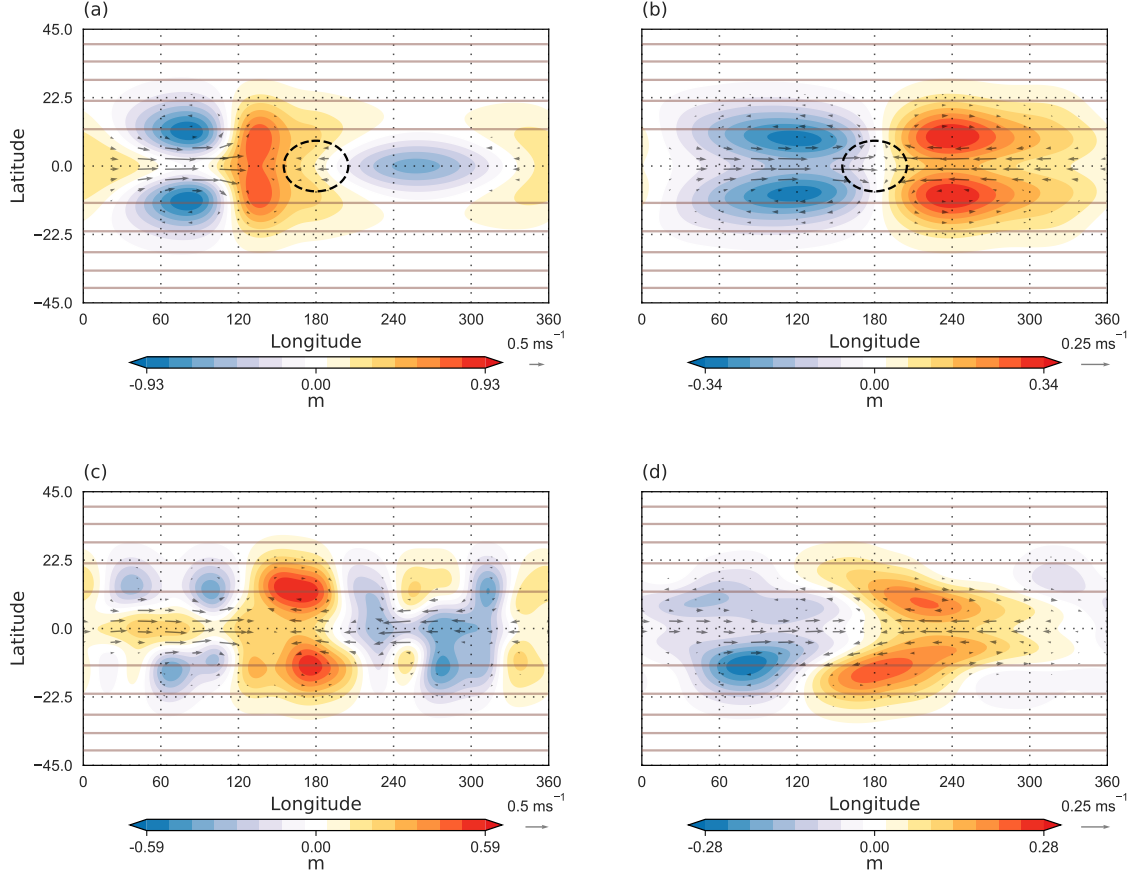 (a)
45.0
22.5
0.0
−22.5
−45.0
Latitude
0 60 120 180 240 300 360
Longitude
0.5 ms⁻¹
-0.93 0.00 0.93
m
(b)
0 60 120 180 240 300 360
Longitude
0.25 ms⁻¹
-0.34 0.00 0.34
m
(c)
45.0
22.5
0.0
−22.5
−45.0
Latitude
0 60 120 180 240 300 360
Longitude
0.5 ms⁻¹
-0.59 0.00 0.59
m
(d)
0 60 120 180 240 300 360
Longitude
0.25 ms⁻¹
-0.28 0.00 0.28
m